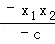 − x₁x₂
− c